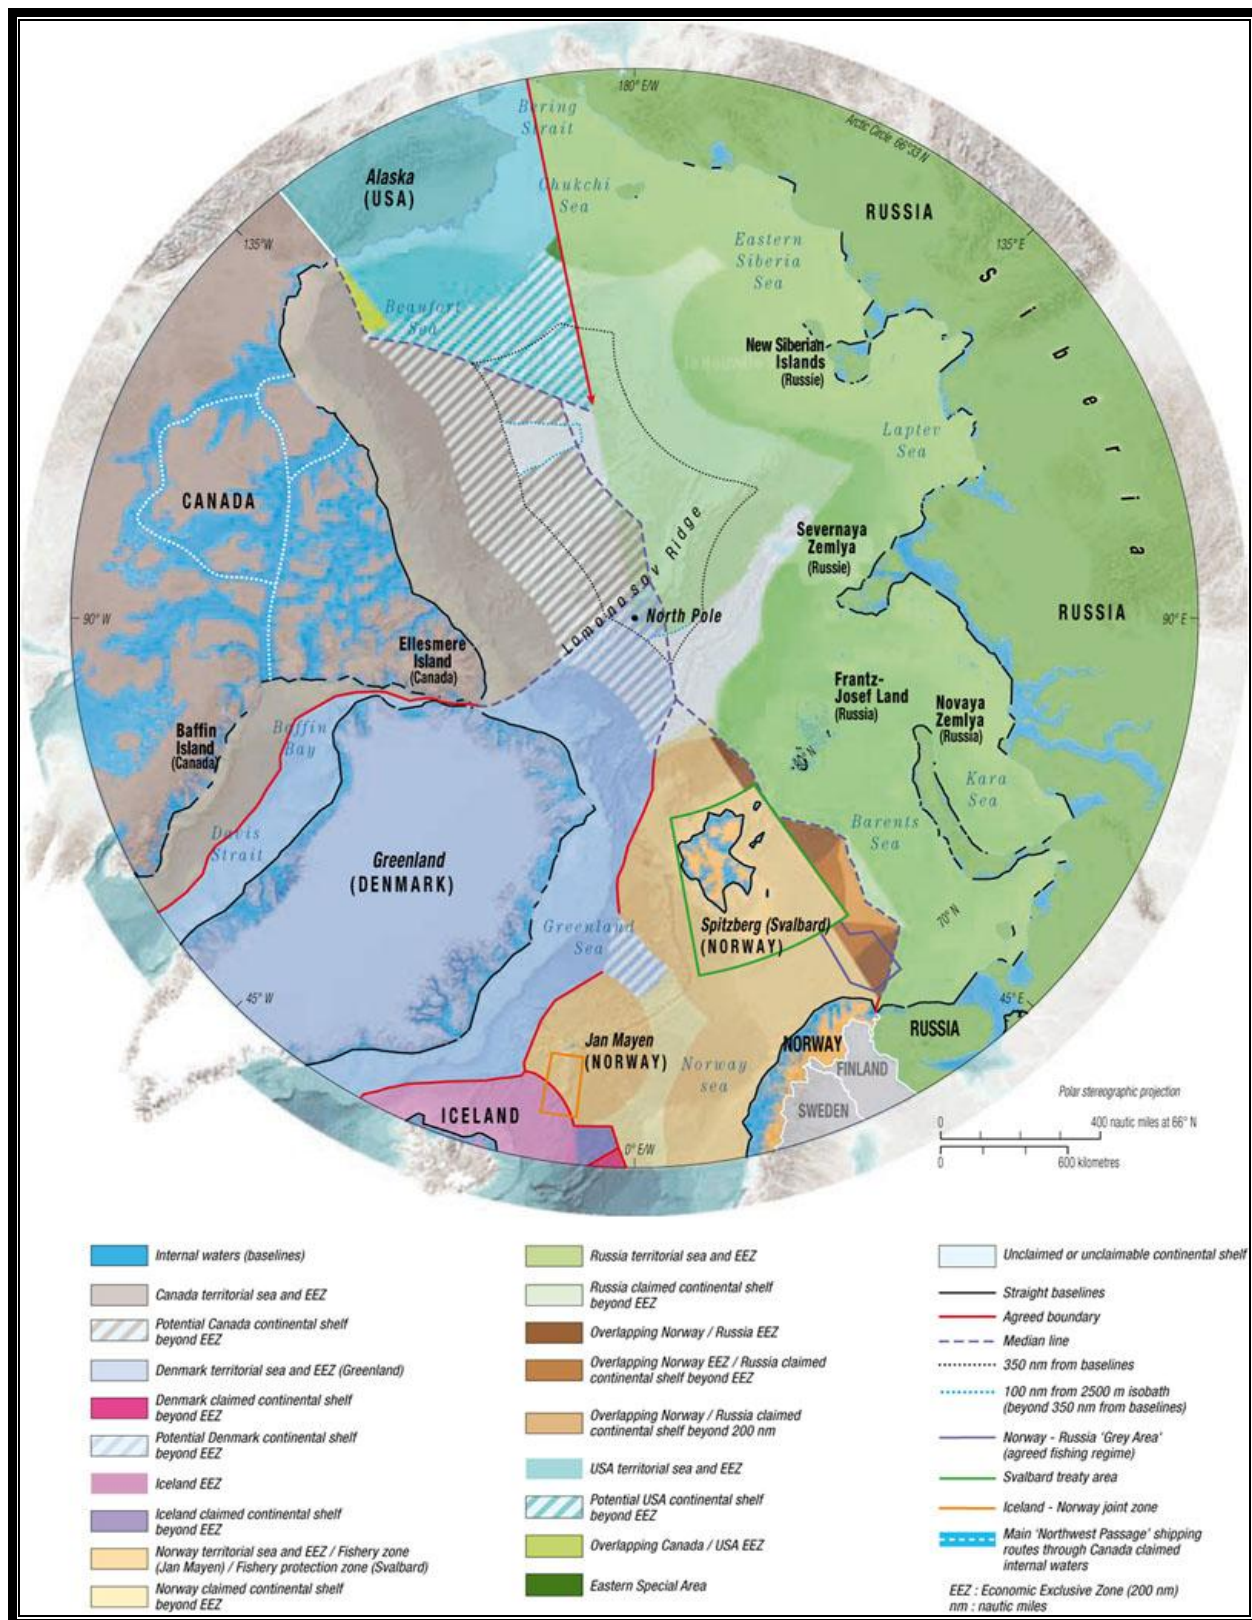 180° E/W
Bering
Strait
Arctic Circle 66°33 N
Alaska
(USA)
Chukchi
Sea
RUSSIA
135°W
135° E
Eastern
Siberia
Sea
Siberia
Beaufort
Sea
New Siberian
Islands
(Russie)
Laptev
Sea
CANADA
Severnaya
Zemlya
(Russie)
Lomonosov Ridge
North Pole
90° W
90° E
RUSSIA
Ellesmere
Island
(Canada)
Frantz-
Josef Land
(Russia)
Novaya
Zemlya
(Russia)
Baffin
Island
(Canada)
Baffin
Bay
Kara
Sea
Davis
Strait
Barents
Sea
Greenland
(DENMARK)
Spitzberg (Svalbard)
(NORWAY)
70° N
Greenland
Sea
45° W
45° E
Jan Mayen
(NORWAY)
NORWAY
RUSSIA
Norway
sea
FINLAND
SWEDEN
ICELAND
0° E/W
Polar stereographic projection
0 400 nautic miles at 66° N
0 600 kilometres
Internal waters (baselines)
Canada territorial sea and EEZ
Potential Canada continental shelf
beyond EEZ
Denmark territorial sea and EEZ (Greenland)
Denmark claimed continental shelf
beyond EEZ
Potential Denmark continental shelf
beyond EEZ
Iceland EEZ
Iceland claimed continental shelf
beyond EEZ
Norway territorial sea and EEZ / Fishery zone
(Jan Mayen) / Fishery protection zone (Svalbard)
Norway claimed continental shelf
beyond EEZ
Russia territorial sea and EEZ
Russia claimed continental shelf
beyond EEZ
Overlapping Norway / Russia EEZ
Overlapping Norway EEZ / Russia claimed
continental shelf beyond EEZ
Overlapping Norway / Russia claimed
continental shelf beyond 200 nm
USA territorial sea and EEZ
Potential USA continental shelf
beyond EEZ
Overlapping Canada / USA EEZ
Eastern Special Area
Unclaimed or unclaimable continental shelf
Straight baselines
Agreed boundary
Median line
350 nm from baselines
100 nm from 2500 m isobath
(beyond 350 nm from baselines)
Norway - Russia 'Grey Area'
(agreed fishing regime)
Svalbard treaty area
Iceland - Norway joint zone
Main 'Northwest Passage' shipping
routes through Canada claimed
internal waters
EEZ : Economic Exclusive Zone (200 nm)
nm : nautic miles